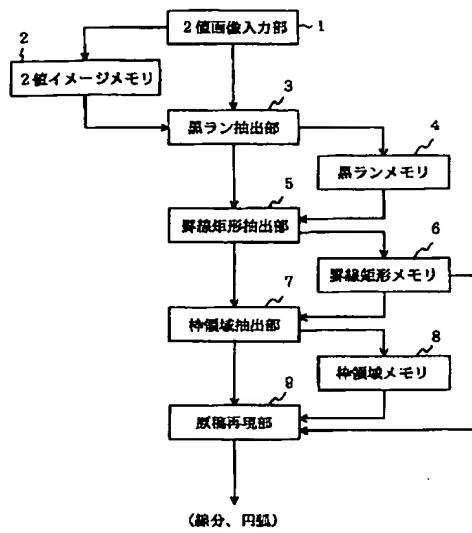 2値画像入力部
1
2
2値イメージメモリ
3
黒ラン抽出部
4
黒ランメモリ
5
罫線矩形抽出部
6
罫線矩形メモリ
7
枠領域抽出部
8
枠領域メモリ
9
原稿再現部
(線分、円弧)